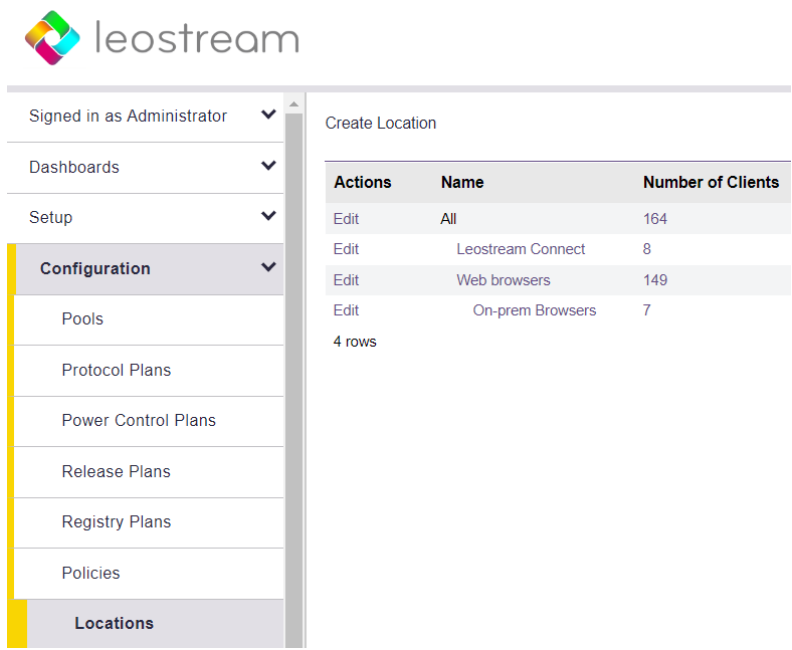 leostream
Signed in as Administrator
Dashboards
Setup
Configuration
Pools
Protocol Plans
Power Control Plans
Release Plans
Registry Plans
Policies
Locations
Create Location
Actions Name Number of Clients
Edit All 164
Edit Leostream Connect 8
Edit Web browsers 149
Edit On-prem Browsers 7
4 rows